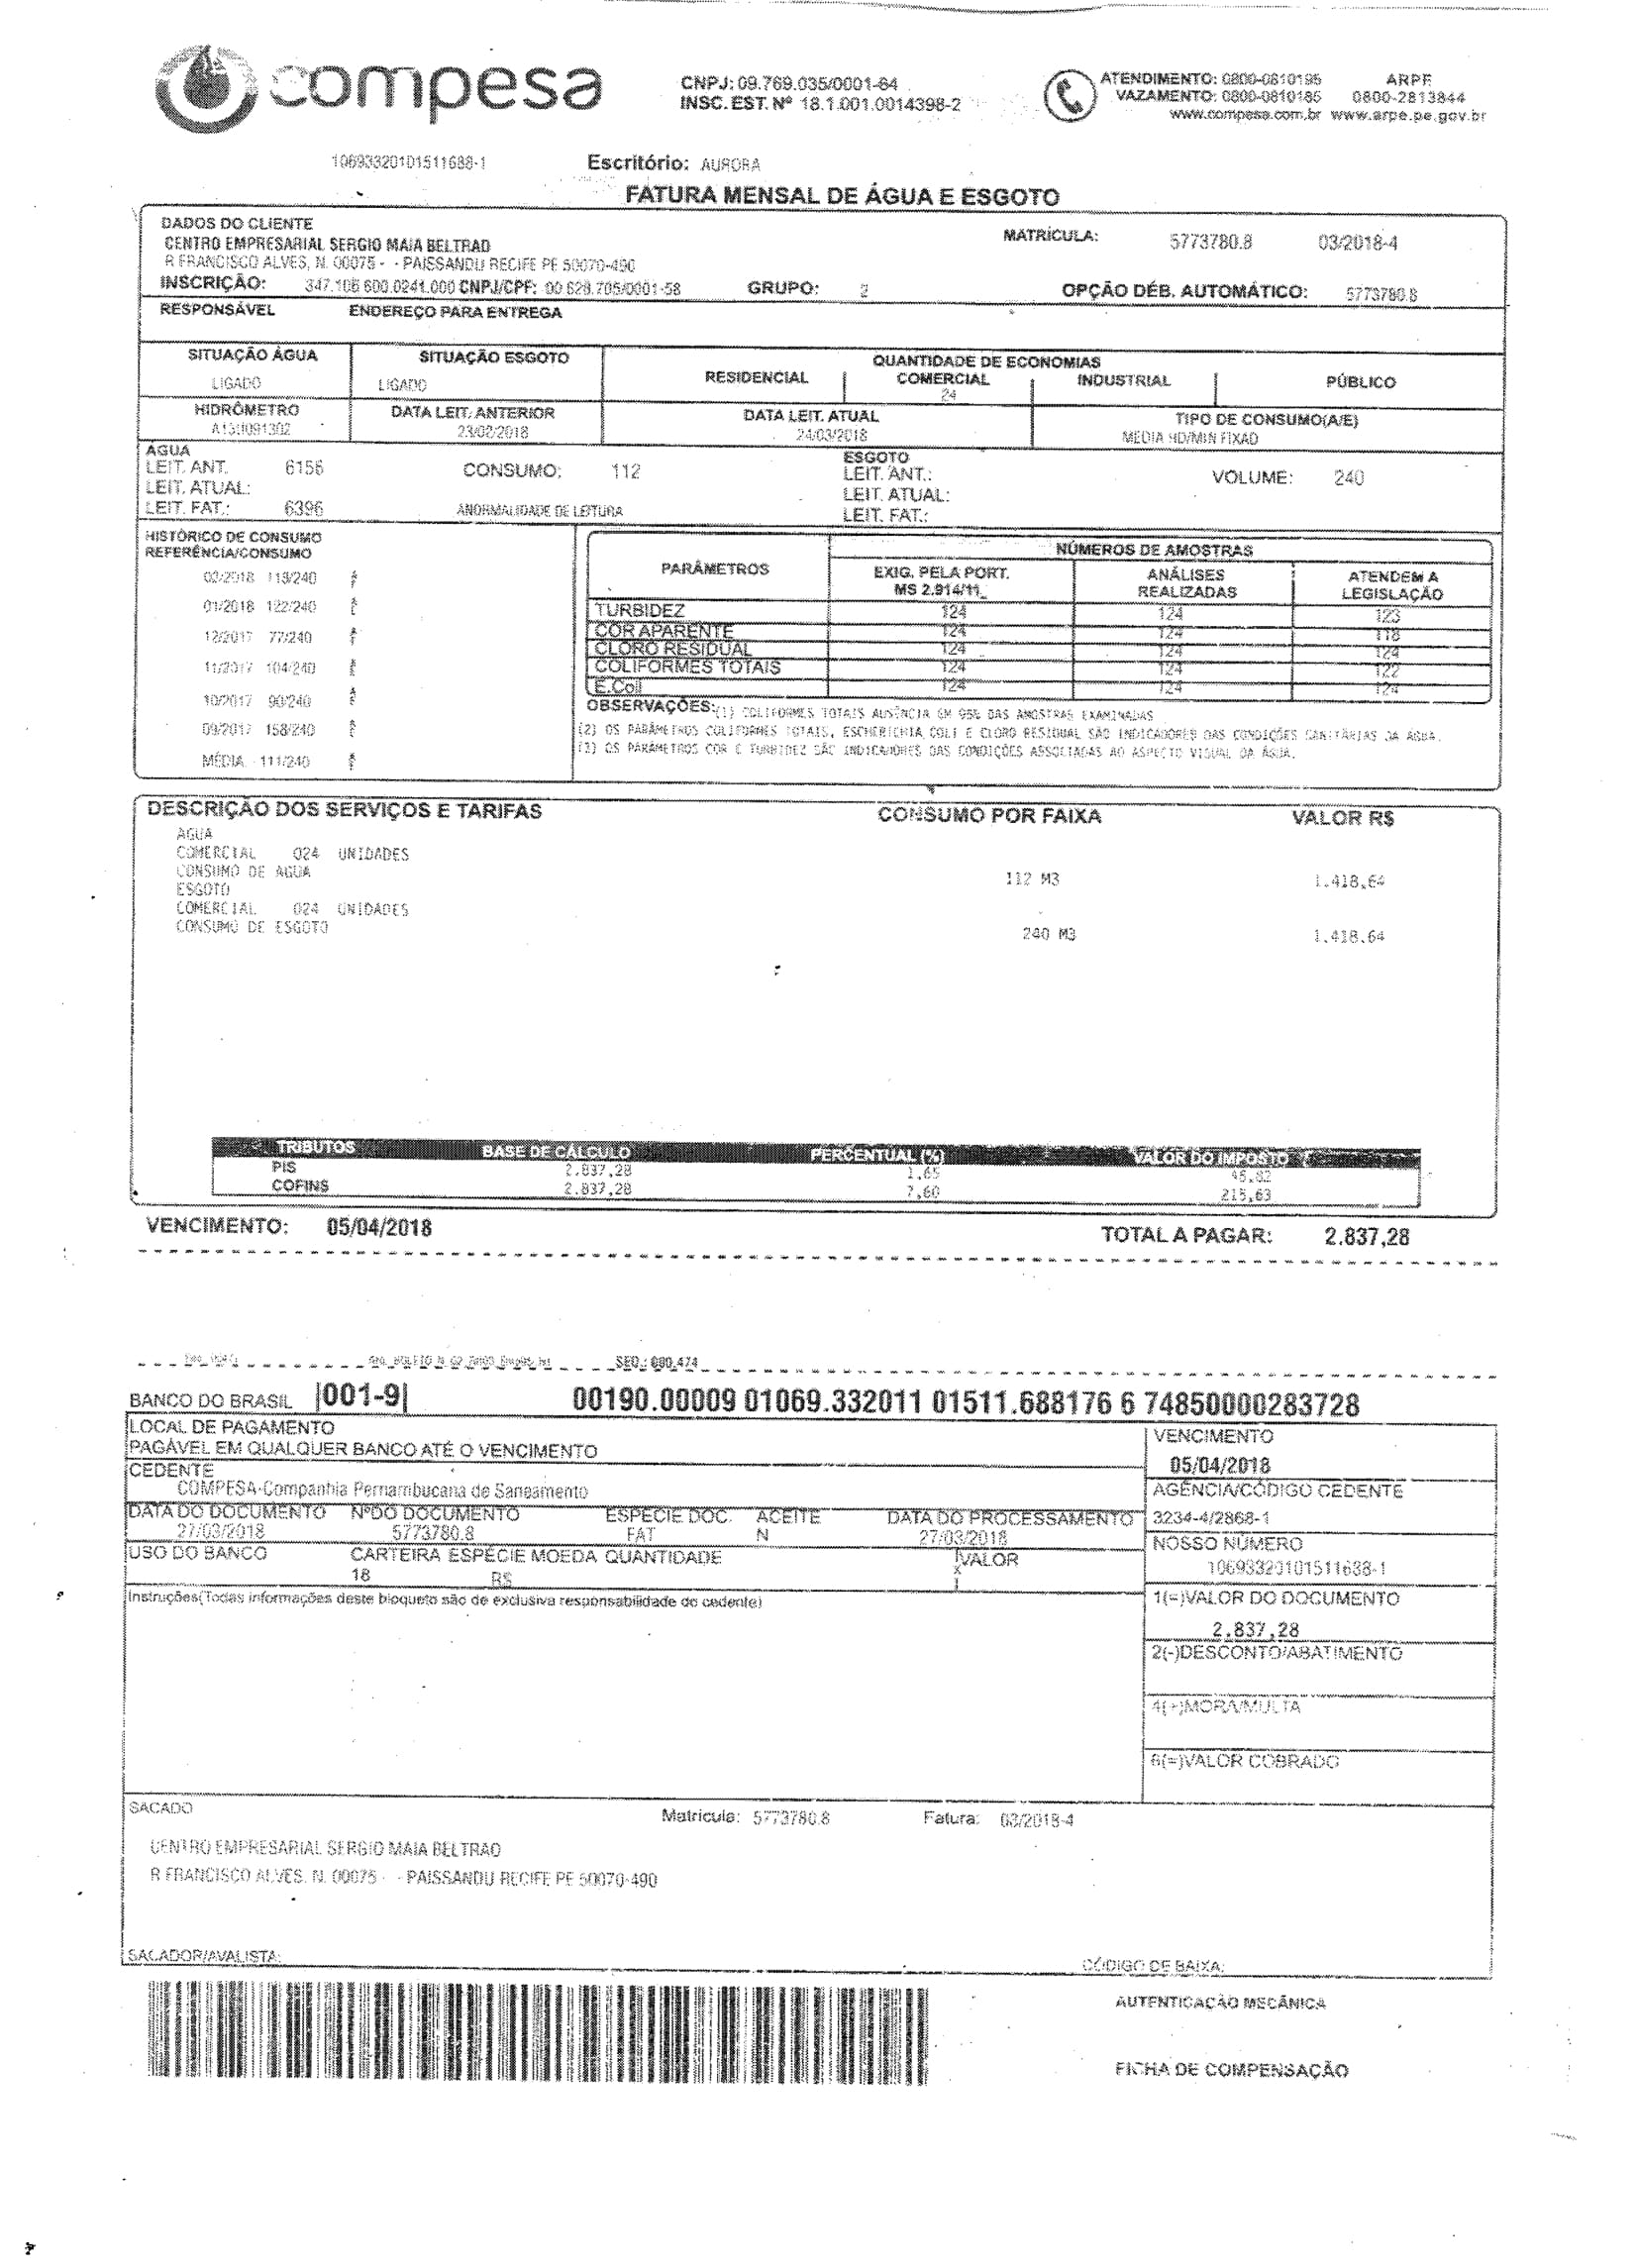 compesa
CNPJ: 09.769.035/0001-64
INSC. EST. Nº 18.1.001.0014398-2
ATENDIMENTO: 0800-0810195 ARPE
VAZAMENTO: 0800-0810185 0800-2813844
www.compesa.com.br www.arpe.pe.gov.br
10693320101511688-1 Escritório: AURORA
FATURA MENSAL DE ÁGUA E ESGOTO
DADOS DO CLIENTE
CENTRO EMPRESARIAL SERGIO MAIA BELTRAO
MATRÍCULA: 5773780.8 03/2018-4
R FRANCISCO ALVES, N. 00075 - - PAISSANDU RECIFE PE 50070-490
INSCRIÇÃO: 347.106.600.0241.000 CNPJ/CPF: 00.628.705/0001-58 GRUPO: 2 OPÇÃO DÉB. AUTOMÁTICO: 5773780.8
RESPONSÁVEL ENDEREÇO PARA ENTREGA
SITUAÇÃO ÁGUA SITUAÇÃO ESGOTO QUANTIDADE DE ECONOMIAS
RESIDENCIAL COMERCIAL INDUSTRIAL PÚBLICO
LIGADO LIGADO 24
HIDRÔMETRO DATA LEIT. ANTERIOR DATA LEIT. ATUAL TIPO DE CONSUMO(A/E)
23/02/2018 24/03/2018 MEDIA HD/MIN FIXAD
ÁGUA ESGOTO
LEIT. ANT. 6156 CONSUMO: 112 LEIT. ANT.: VOLUME: 240
LEIT. ATUAL: LEIT. ATUAL:
LEIT. FAT.: 6396 ANORMALIDADE DE LEITURA LEIT. FAT.:
HISTÓRICO DE CONSUMO
REFERÊNCIA/CONSUMO
02/2018 113/240
01/2018 122/240
12/2017 77/240
11/2017 104/240
10/2017 90/240
09/2017 158/240
MÉDIA 111/240
NÚMEROS DE AMOSTRAS
PARÂMETROS EXIG. PELA PORT. MS 2.914/11. ANÁLISES REALIZADAS ATENDEM A LEGISLAÇÃO
TURBIDEZ 124 124 123
COR APARENTE 124 124 118
CLORO RESIDUAL 124 124 124
COLIFORMES TOTAIS 124 124 122
E.Coil 124 124 124
OBSERVAÇÕES: (1) COLIFORMES TOTAIS AUSÊNCIA EM 95% DAS AMOSTRAS EXAMINADAS
(2) OS PARÂMETROS COLIFORMES TOTAIS, ESCHERICHIA COLI E CLORO RESIDUAL SÃO INDICADORES DAS CONDIÇÕES SANITÁRIAS DA ÁGUA.
(3) OS PARÂMETROS COR E TURBIDEZ SÃO INDICADORES DAS CONDIÇÕES ASSOCIADAS AO ASPECTO VISUAL DA ÁGUA.
DESCRIÇÃO DOS SERVIÇOS E TARIFAS CONSUMO POR FAIXA VALOR R$
AGUA
COMERCIAL 024 UNIDADES
CONSUMO DE AGUA 112 M3 1.418,64
ESGOTO
COMERCIAL 024 UNIDADES
CONSUMO DE ESGOTO 240 M3 1.418,64
TRIBUTOS BASE DE CÁLCULO PERCENTUAL (%) VALOR DO IMPOSTO
PIS 2.837,28 1,65 46,82
COFINS 2.837,28 7,60 215,63
VENCIMENTO: 05/04/2018 TOTAL A PAGAR: 2.837,28
SEQ.: 000,474
BANCO DO BRASIL |001-9| 00190.00009 01069.332011 01511.688176 6 74850000283728
LOCAL DE PAGAMENTO VENCIMENTO
PAGÁVEL EM QUALQUER BANCO ATÉ O VENCIMENTO 05/04/2018
CEDENTE AGÊNCIA/CÓDIGO CEDENTE
COMPESA-Companhia Pernambucana de Saneamento 3234-4/2868-1
DATA DO DOCUMENTO NºDO DOCUMENTO ESPECIE DOC. ACEITE DATA DO PROCESSAMENTO NOSSO NÚMERO
27/03/2018 5773780.8 FAT N 27/03/2018 10693320101511688-1
USO DO BANCO CARTEIRA ESPÉCIE MOEDA QUANTIDADE VALOR
18 R$ x
Instruções(Todas informações deste bloqueto são de exclusiva responsabilidade do cedente) 1(=)VALOR DO DOCUMENTO
2.837,28
2(-)DESCONTO/ABATIMENTO
4(+)MORA/MULTA
6(=)VALOR COBRADO
SACADO Matrícula: 5773780.8 Fatura: 03/2018-4
CENTRO EMPRESARIAL SERGIO MAIA BELTRAO
R FRANCISCO ALVES. N. 00075 - - PAISSANDU RECIFE PE 50070-490
SACADOR/AVALISTA: CÓDIGO DE BAIXA:
AUTENTICAÇÃO MECÂNICA
FICHA DE COMPENSAÇÃO